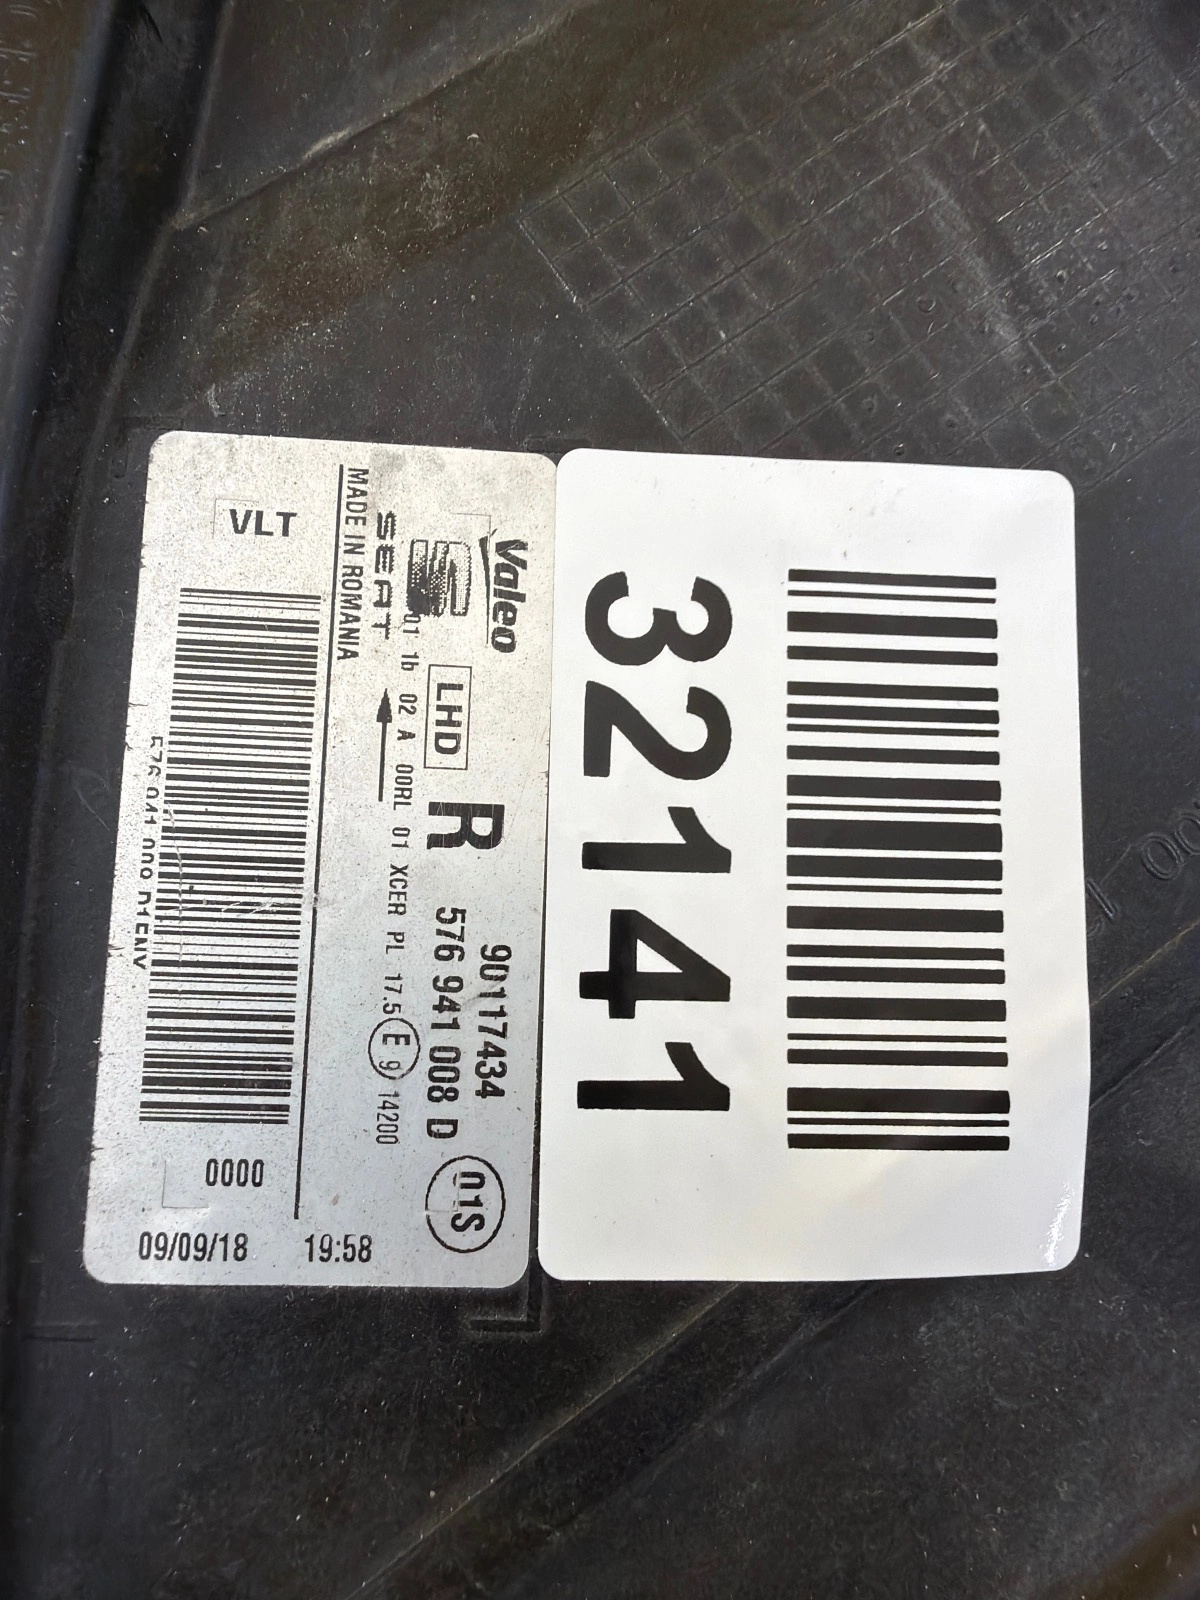 32141
Valeo
90117434
SEAT
LHD
R
576 941 008 D
01S
01 1b 02 A 00RL 01 XCER PL 17.5 E 9 14200
MADE IN ROMANIA
19:58
VLT
0000
09/09/18